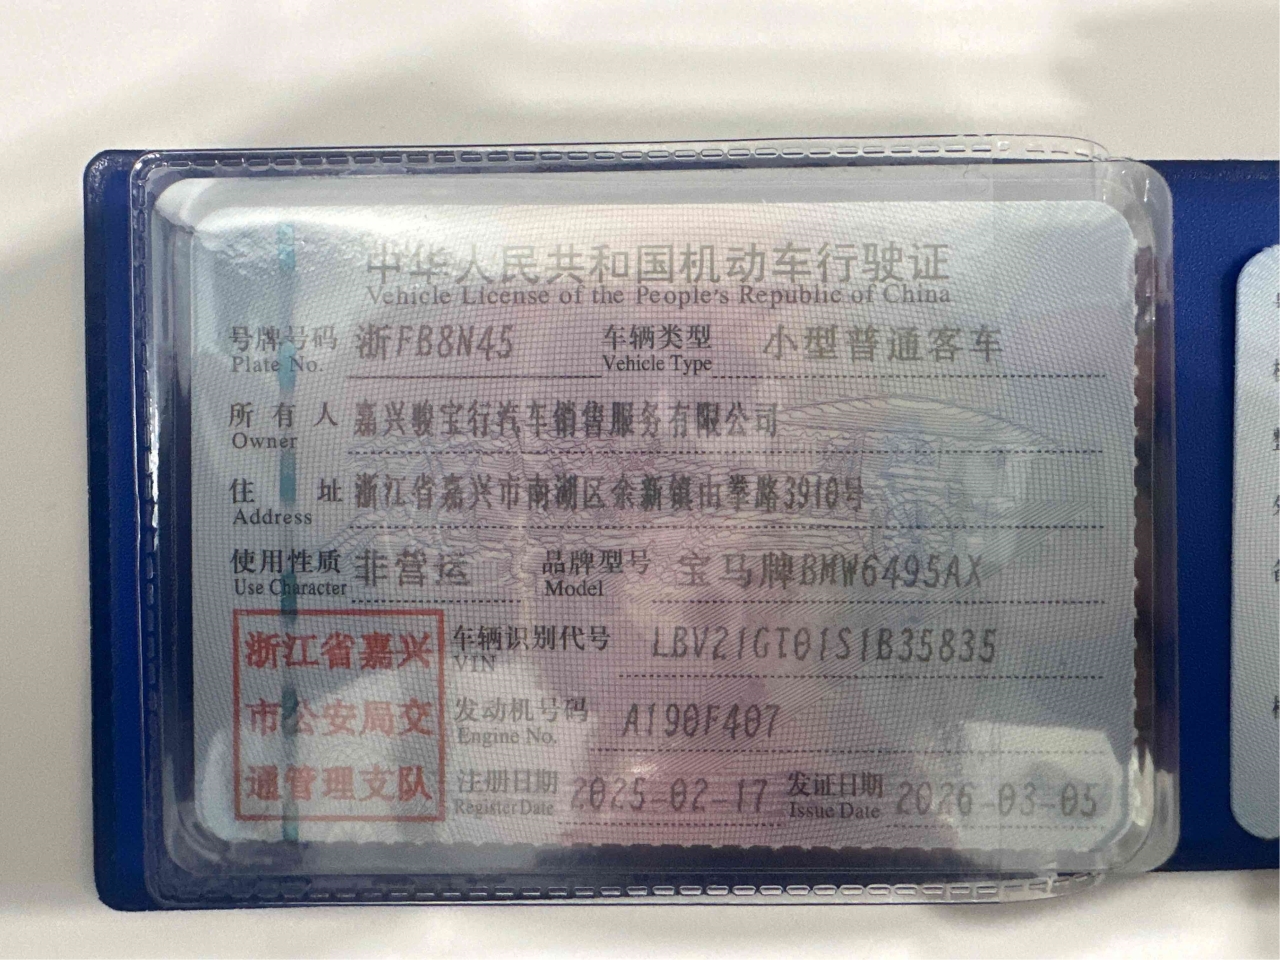 中华人民共和国机动车行驶证
Vehicle License of the People's Republic of China
号牌号码 浙FB8N45 车辆类型 小型普通客车
Plate No. Vehicle Type
所有人 嘉兴骏宝行汽车销售服务有限公司
Owner
住址 浙江省嘉兴市南湖区余新镇由拳路3910号
Address
使用性质 非营运 品牌型号 宝马牌BMW6495AX
Use Character Model
浙江省嘉兴
市公安局交
通管理支队
车辆识别代号 LBV21GT01S1B35835
VIN
发动机号码 A190F407
Engine No.
注册日期 2025-02-17 发证日期 2026-03-05
Register Date Issue Date